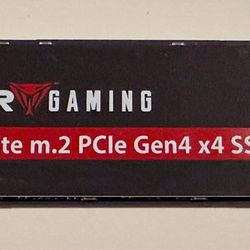 R GAMING
te m.2 PCIe Gen4 x4 SS